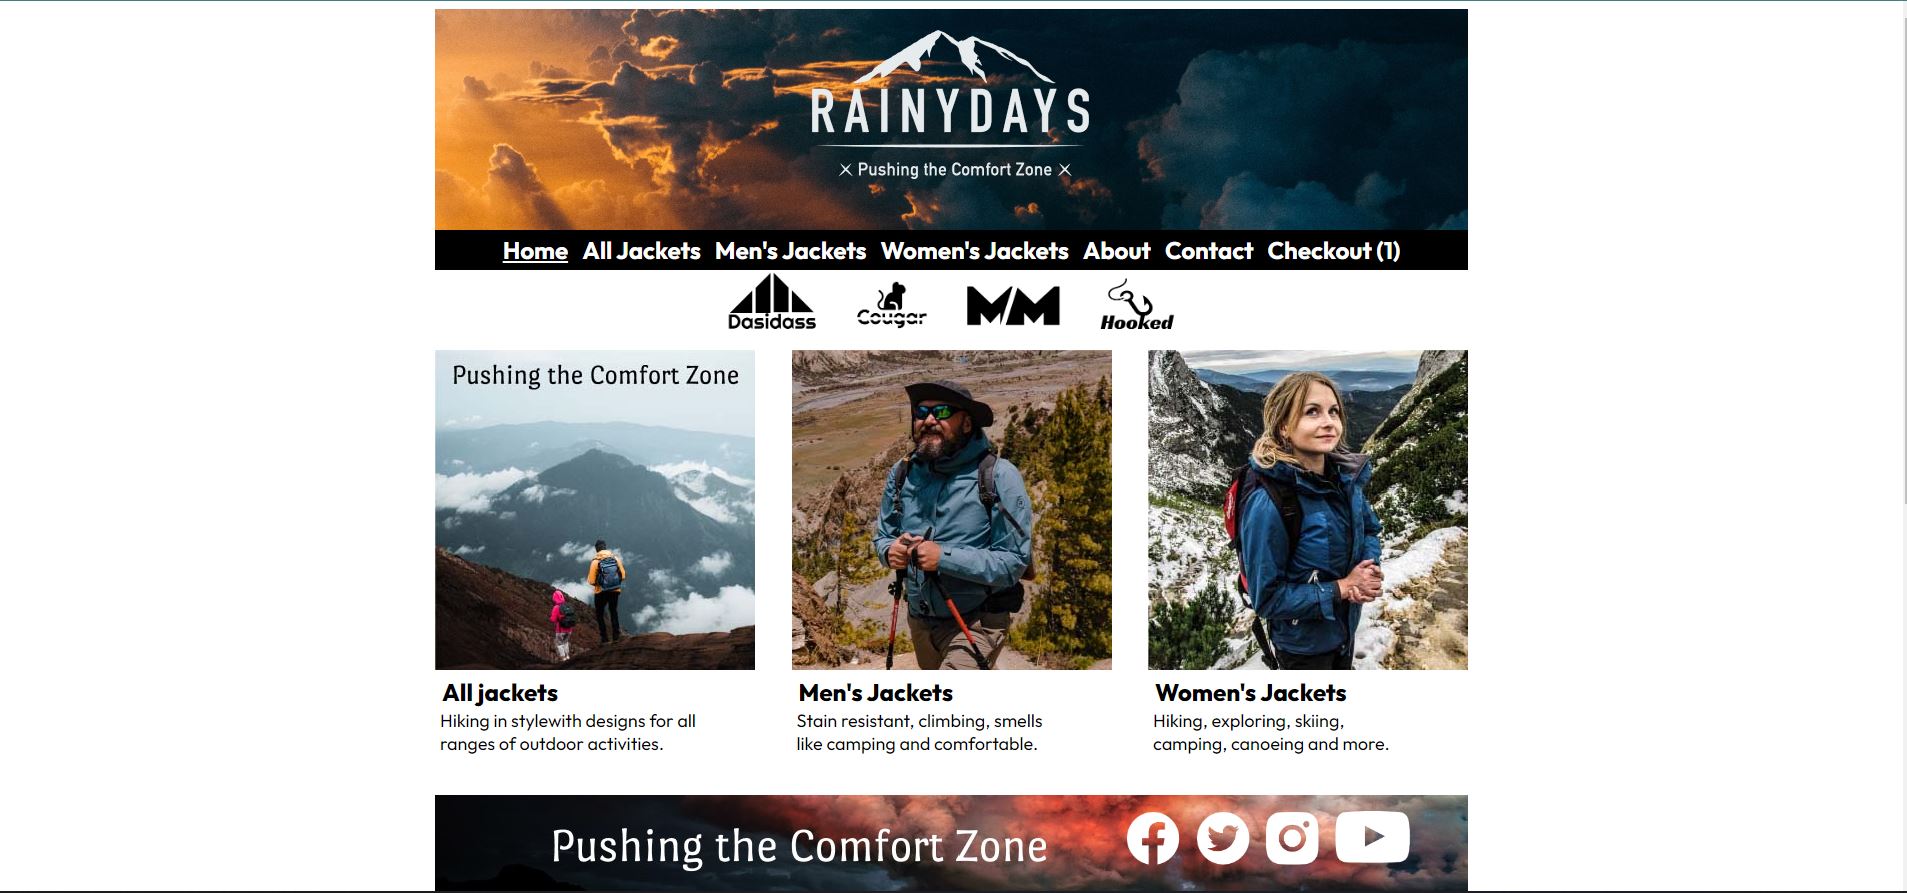 RAINYDAYS
Pushing the Comfort Zone
Home All Jackets Men's Jackets Women's Jackets About Contact Checkout (1)
Dasidass Cougar MM Hooked
Pushing the Comfort Zone
All jackets
Hiking in stylewith designs for all
ranges of outdoor activities.
Men's Jackets
Stain resistant, climbing, smells
like camping and comfortable.
Women's Jackets
Hiking, exploring, skiing,
camping, canoeing and more.
Pushing the Comfort Zone